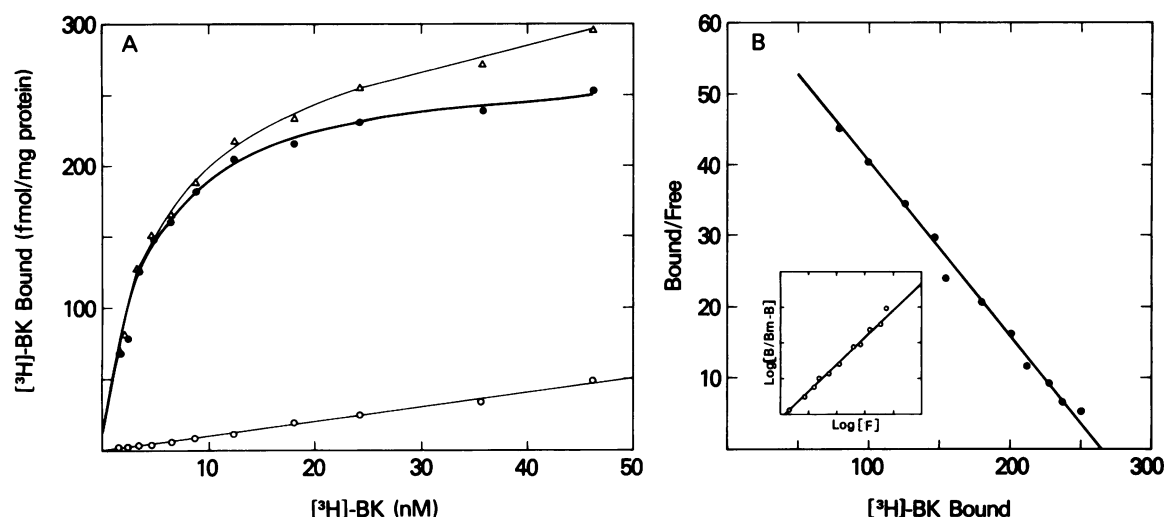 A
[³H]-BK Bound (fmol/mg protein)
300
200
100
10
20
30
40
50
[³H]-BK (nM)
B
Bound/Free
60
50
40
30
20
10
100
200
300
[³H]-BK Bound
Log[B/Bm-B]
Log[F]